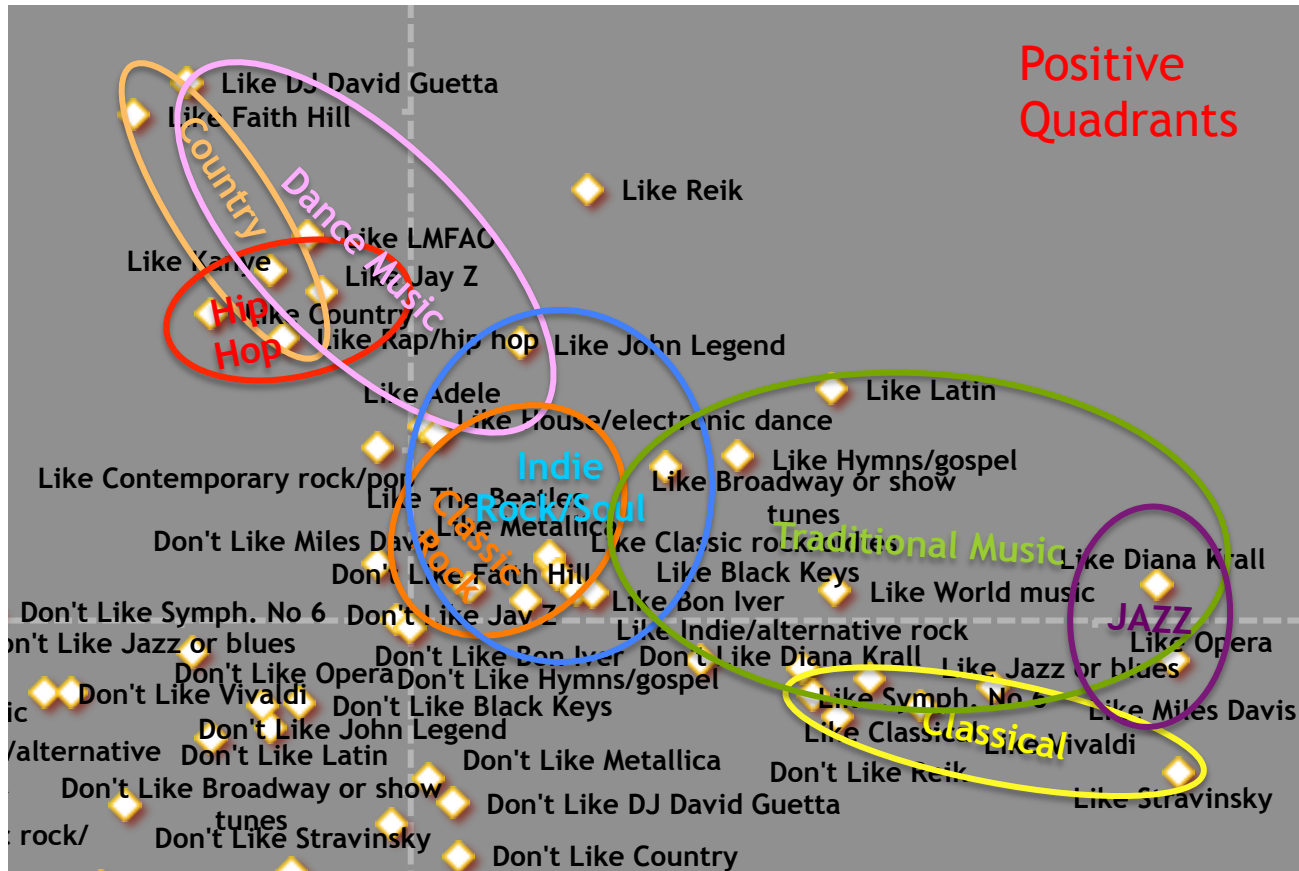 Positive
Quadrants
Like DJ David Guetta
Like Faith Hill
Country
Dance Music
Like Reik
Like LMFAO
Like Kanye
Like Jay Z
Hip
Hop
Like Country
Like Rap/hip hop
Like John Legend
Like Adele
Like Latin
Like House/electronic dance
Like Hymns/gospel
Like Contemporary rock/pop
Indie
Rock/Soul
Like Broadway or show
tunes
Like The Beatles
Like Metallica
Classic
Rock
Don't Like Miles Davis
Like Classic rock/oldies
Traditional Music
Like Diana Krall
Don't Like Faith Hill
Like Black Keys
Like World music
Like Bon Iver
Don't Like Symph. No 6
Don't Like Jay Z
JAZZ
Like Indie/alternative rock
on't Like Jazz or blues
Like Opera
Don't Like Bon Iver
Don't Like Diana Krall
Like Jazz or blues
Don't Like Opera
Don't Like Hymns/gospel
Don't Like Vivaldi
Like Symph. No 6
Don't Like Black Keys
Like Miles Davis
ic
Don't Like John Legend
Like Classical
Classical
Like Vivaldi
/alternative
Don't Like Latin
Don't Like Metallica
Don't Like Reik
Don't Like Broadway or show
tunes
Don't Like DJ David Guetta
Like Stravinsky
: rock/
Don't Like Stravinsky
Don't Like Country